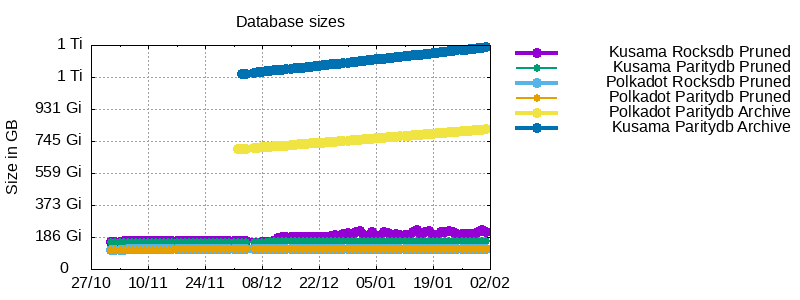 Database sizes
1 Ti
1 Ti
931 Gi
745 Gi
559 Gi
373 Gi
186 Gi
0
Size in GB
27/10 10/11 24/11 08/12 22/12 05/01 19/01 02/02
Kusama Rocksdb Pruned
Kusama Paritydb Pruned
Polkadot Rocksdb Pruned
Polkadot Paritydb Pruned
Polkadot Paritydb Archive
Kusama Paritydb Archive